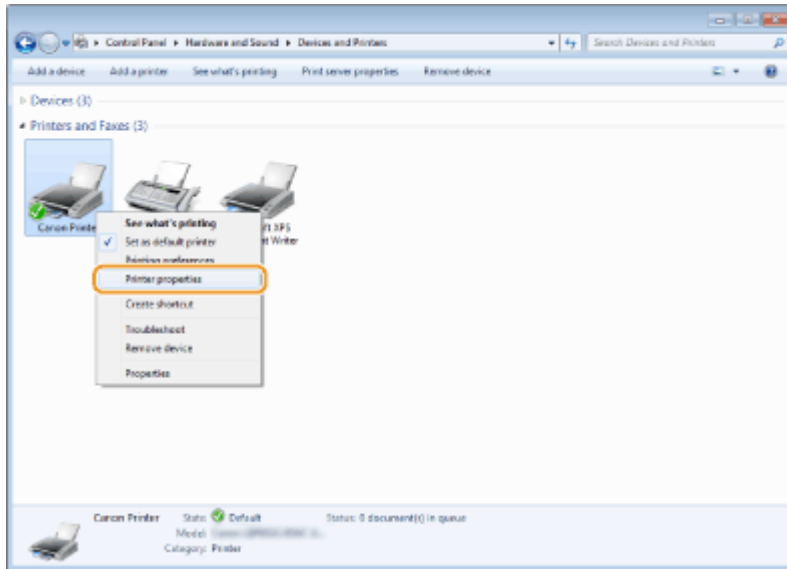 Control Panel ▸ Hardware and Sound ▸ Devices and Printers
Search Devices and Printers
Add a device Add a printer See what's printing Print server properties Remove device
Devices (3)
Printers and Faxes (3)
Canon Printe
XPS
t Writer
See what's printing
Set as default printer
Printing preferences
Printer properties
Create shortcut
Troubleshoot
Remove device
Properties
Canon Printer State: Default Status: 0 document(s) in queue
Model:
Category: Printer